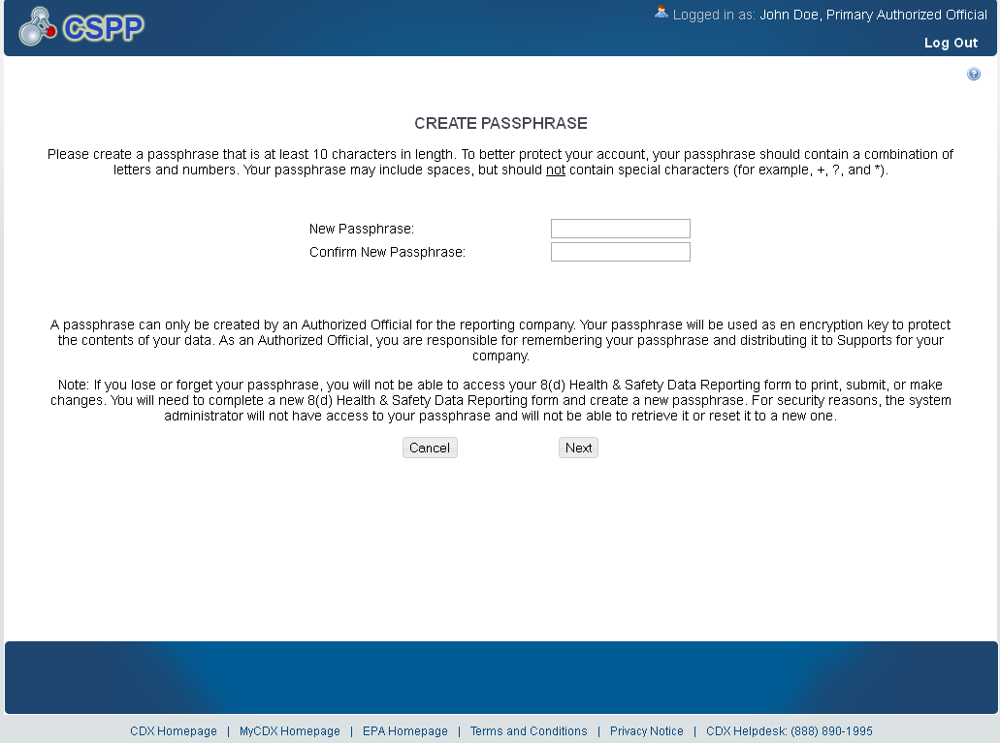 CSPP
Logged in as: John Doe, Primary Authorized Official
Log Out
?
CREATE PASSPHRASE
Please create a passphrase that is at least 10 characters in length. To better protect your account, your passphrase should contain a combination of
letters and numbers. Your passphrase may include spaces, but should not contain special characters (for example, +, ?, and *).
New Passphrase:
Confirm New Passphrase:
A passphrase can only be created by an Authorized Official for the reporting company. Your passphrase will be used as en encryption key to protect
the contents of your data. As an Authorized Official, you are responsible for remembering your passphrase and distributing it to Supports for your
company.
Note: If you lose or forget your passphrase, you will not be able to access your 8(d) Health & Safety Data Reporting form to print, submit, or make
changes. You will need to complete a new 8(d) Health & Safety Data Reporting form and create a new passphrase. For security reasons, the system
administrator will not have access to your passphrase and will not be able to retrieve it or reset it to a new one.
Cancel Next
CDX Homepage | MyCDX Homepage | EPA Homepage | Terms and Conditions | Privacy Notice | CDX Helpdesk: (888) 890-1995